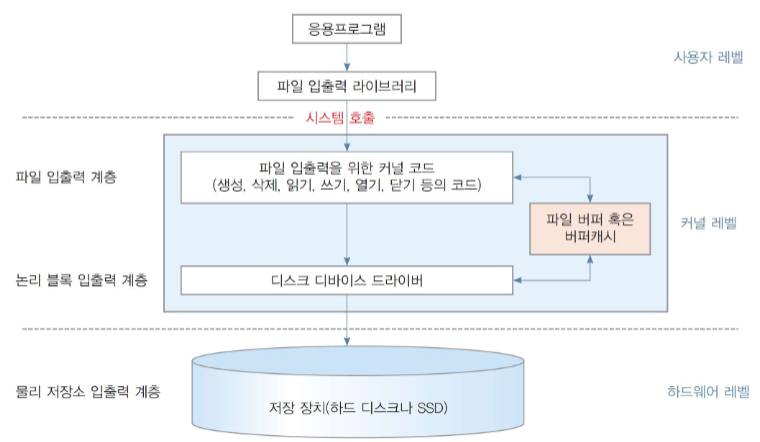 응용프로그램
사용자 레벨
파일 입출력 라이브러리
시스템 호출
파일 입출력 계층
파일 입출력을 위한 커널 코드
(생성, 삭제, 읽기, 쓰기, 열기, 닫기 등의 코드)
파일 버퍼 혹은
버퍼캐시
커널 레벨
논리 블록 입출력 계층
디스크 디바이스 드라이버
물리 저장소 입출력 계층
저장 장치(하드 디스크나 SSD)
하드웨어 레벨